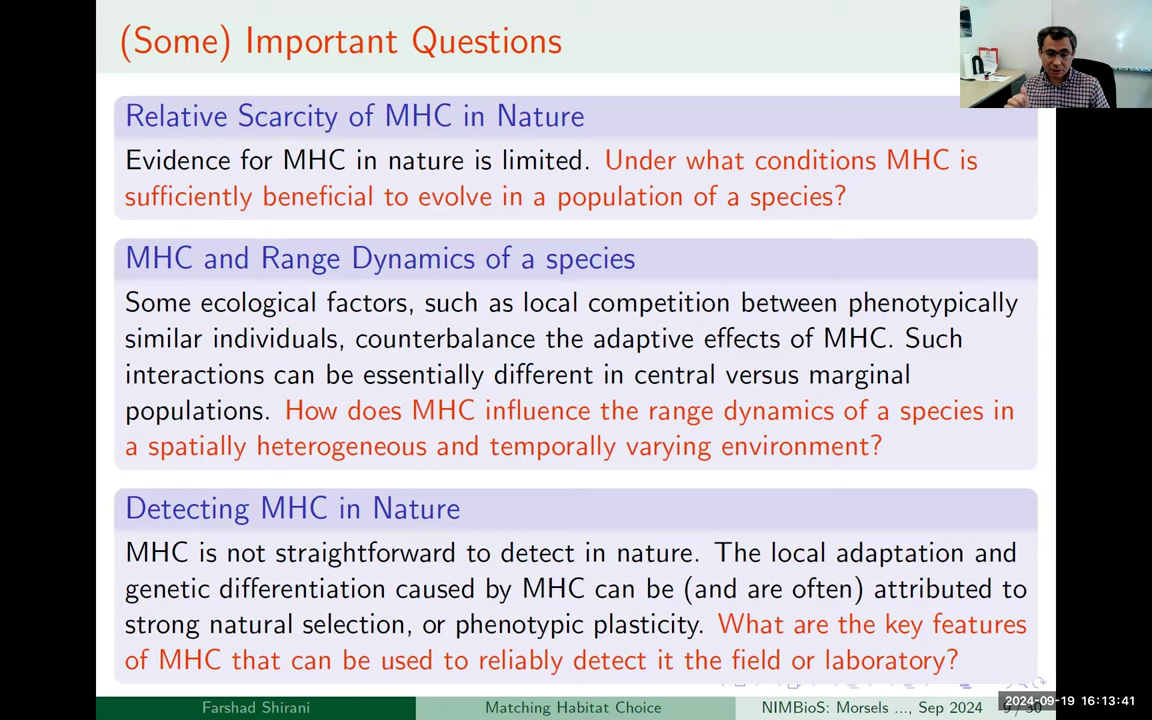 (Some) Important Questions
Relative Scarcity of MHC in Nature
Evidence for MHC in nature is limited. Under what conditions MHC is
sufficiently beneficial to evolve in a population of a species?
MHC and Range Dynamics of a species
Some ecological factors, such as local competition between phenotypically
similar individuals, counterbalance the adaptive effects of MHC. Such
interactions can be essentially different in central versus marginal
populations. How does MHC influence the range dynamics of a species in
a spatially heterogeneous and temporally varying environment?
Detecting MHC in Nature
MHC is not straightforward to detect in nature. The local adaptation and
genetic differentiation caused by MHC can be (and are often) attributed to
strong natural selection, or phenotypic plasticity. What are the key features
of MHC that can be used to reliably detect it the field or laboratory?
Farshad Shirani Matching Habitat Choice NIMBioS: Morsels ..., Sep 2024
2024-09-19 16:13:41